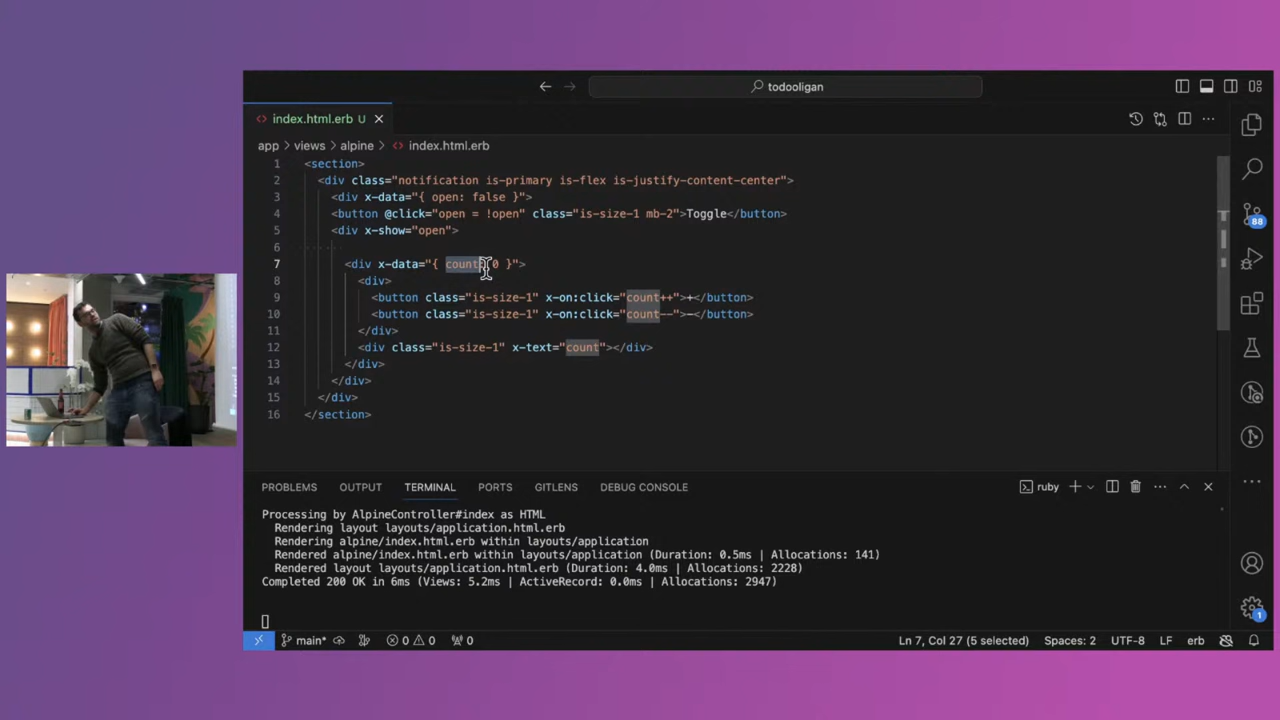 todooligan
index.html.erb U
app > views > alpine > index.html.erb
1 <section>
2 <div class="notification is-primary is-flex is-justify-content-center">
3 <div x-data="{ open: false }">
4 <button @click="open = !open" class="is-size-1 mb-2">Toggle</button>
5 <div x-show="open">
6
7 <div x-data="{ count: 0 }">
8 <div>
9 <button class="is-size-1" x-on:click="count++">+</button>
10 <button class="is-size-1" x-on:click="count--">-</button>
11 </div>
12 <div class="is-size-1" x-text="count"></div>
13 </div>
14 </div>
15 </div>
16 </section>
88
PROBLEMS OUTPUT TERMINAL PORTS GITLENS DEBUG CONSOLE ruby
Processing by AlpineController#index as HTML
Rendering layout layouts/application.html.erb
Rendering alpine/index.html.erb within layouts/application
Rendered alpine/index.html.erb within layouts/application (Duration: 0.5ms | Allocations: 141)
Rendered layout layouts/application.html.erb (Duration: 4.0ms | Allocations: 2228)
Completed 200 OK in 6ms (Views: 5.2ms | ActiveRecord: 0.0ms | Allocations: 2947)
1
main* 0 0 0 Ln 7, Col 27 (5 selected) Spaces: 2 UTF-8 LF erb